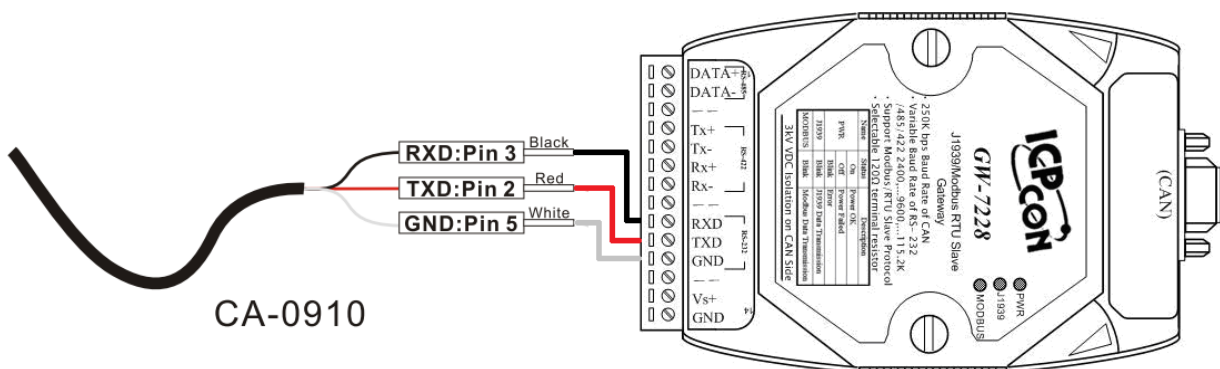 RXD:Pin 3
Black
TXD:Pin 2
Red
GND:Pin 5
White
CA-0910
DATA+
DATA-
Tx+
Tx-
Rx+
Rx-
RXD
TXD
GND
Vs+
GND
14
RS-485
RS-422
RS-232
ICP CON
GW-7228
J1939/Modbus RTU Slave
Gateway
· 250K bps Baud Rate of CAN
· Variable Baud Rate of RS- 232
/485/422 2400,...9600...115.2K
· Support Modbus/RTU Slave Protocol
· Selectable 120Ω terminal resistor
Name Status Description
PWR On Power OK
Off Power Failed
Blink Error
J1939 Blink J1939 Data Transmission
MODBUS Blink Modbus Data Transmission
3kV VDC Isolation on CAN Side
PWR
J1939
MODBUS
(CAN)